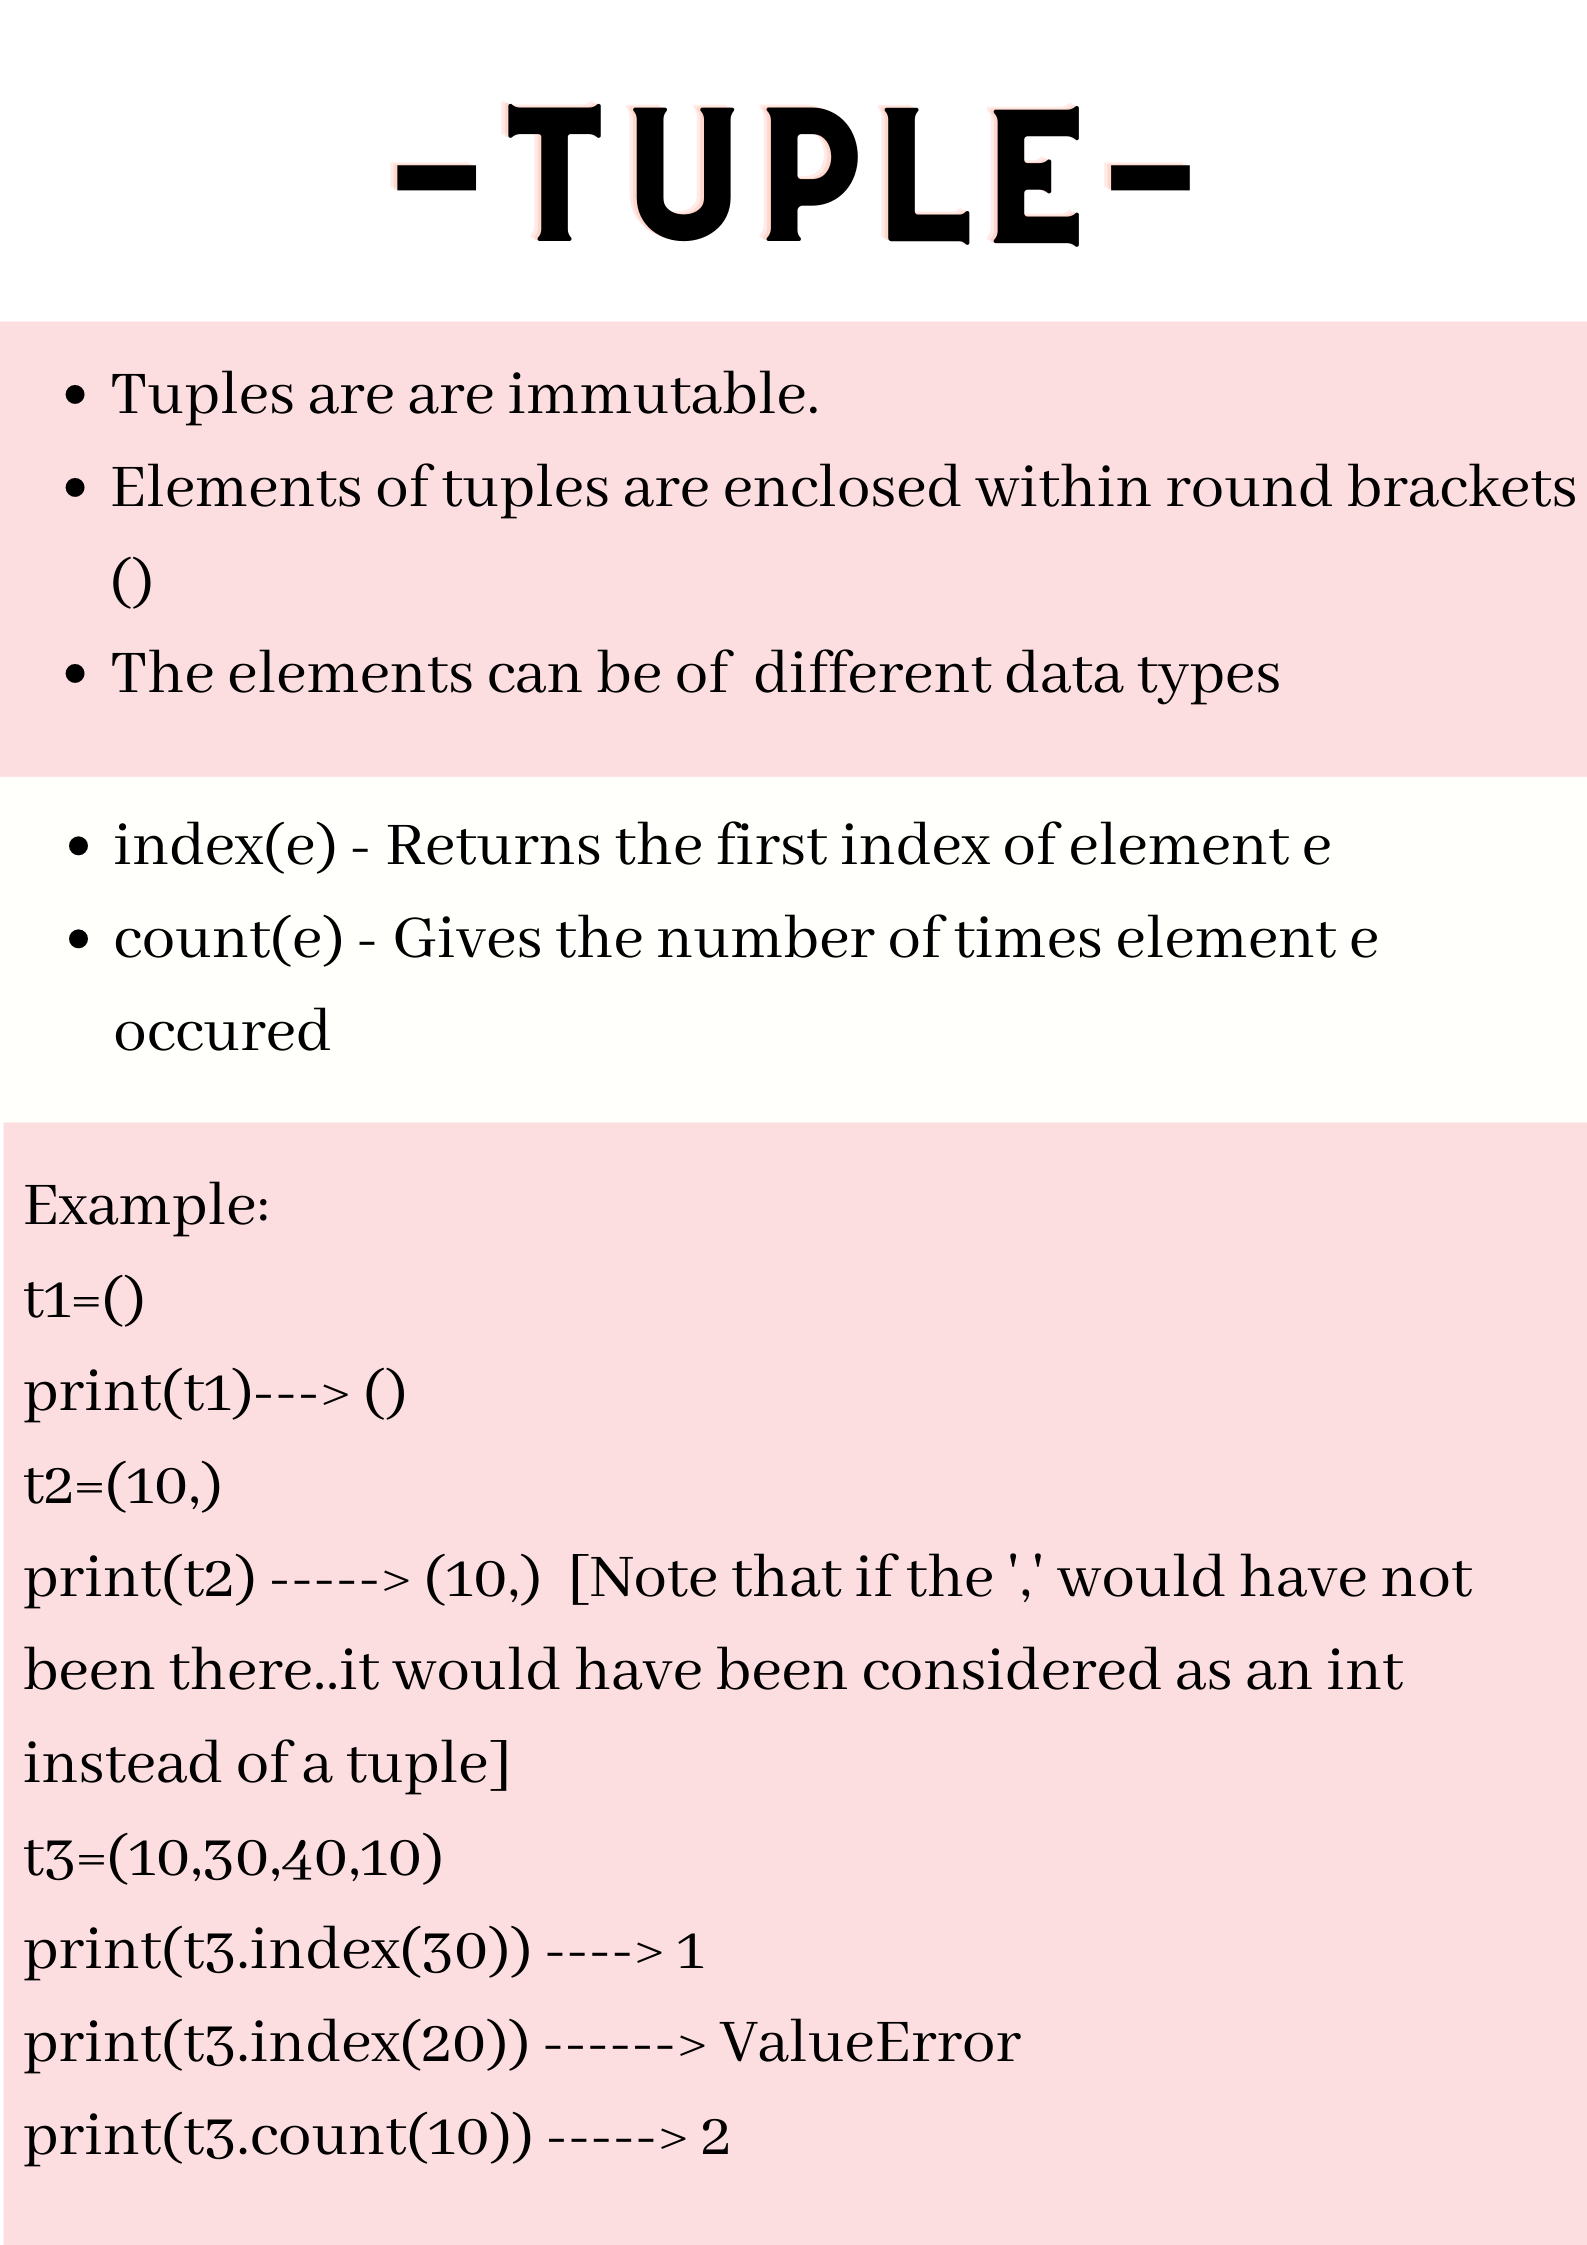 -TUPLE-
• Tuples are are immutable.
• Elements of tuples are enclosed within round brackets
()
• The elements can be of  different data types
• index(e) - Returns the first index of element e
• count(e) - Gives the number of times element e
occured
Example:
t1=()
print(t1)---> ()
t2=(10,)
print(t2) -----> (10,)  [Note that if the ',' would have not
been there..it would have been considered as an int
instead of a tuple]
t3=(10,30,40,10)
print(t3.index(30)) ----> 1
print(t3.index(20)) ------> ValueError
print(t3.count(10)) -----> 2